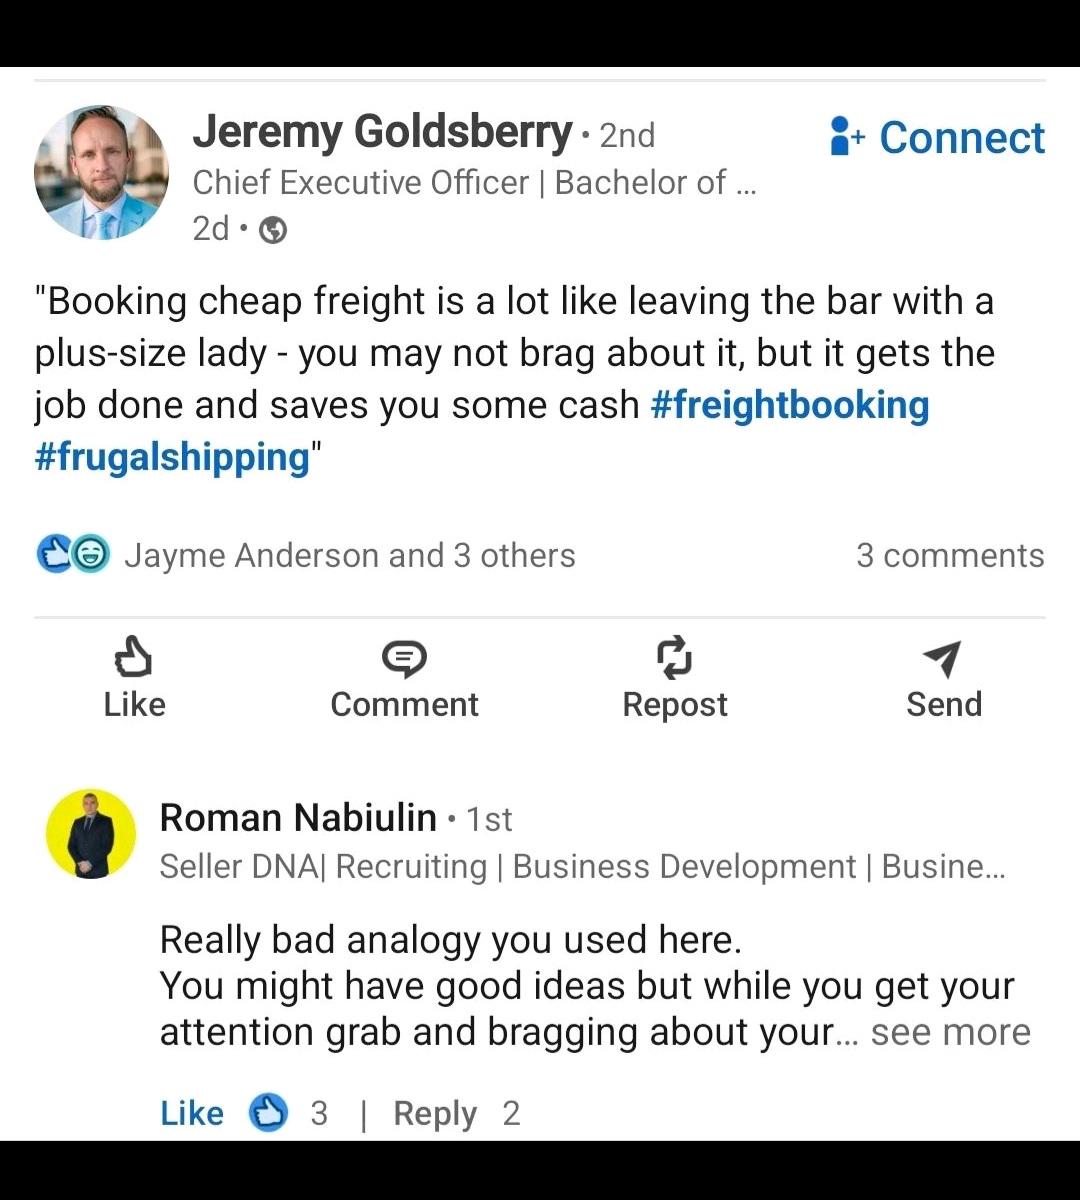 Jeremy Goldsberry • 2nd
Connect
Chief Executive Officer | Bachelor of ...
2d •
"Booking cheap freight is a lot like leaving the bar with a
plus-size lady - you may not brag about it, but it gets the
job done and saves you some cash #freightbooking
#frugalshipping"
Jayme Anderson and 3 others
3 comments
Like
Comment
Repost
Send
Roman Nabiulin • 1st
Seller DNA| Recruiting | Business Development | Busine...
Really bad analogy you used here.
You might have good ideas but while you get your
attention grab and bragging about your... see more
Like 3 | Reply 2